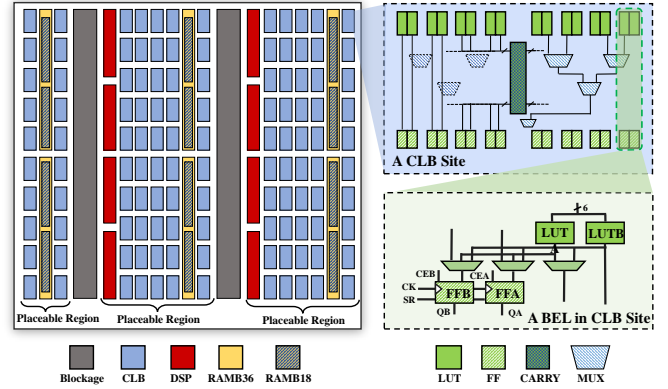 A CLB Site
6
LUT
LUTB
A
CEB
CEA
CK
FFB
FFA
SR
QB
QA
A BEL in CLB Site
Placeable Region
Placeable Region
Placeable Region
Blockage
CLB
DSP
RAMB36
RAMB18
LUT
FF
CARRY
MUX
CARRY